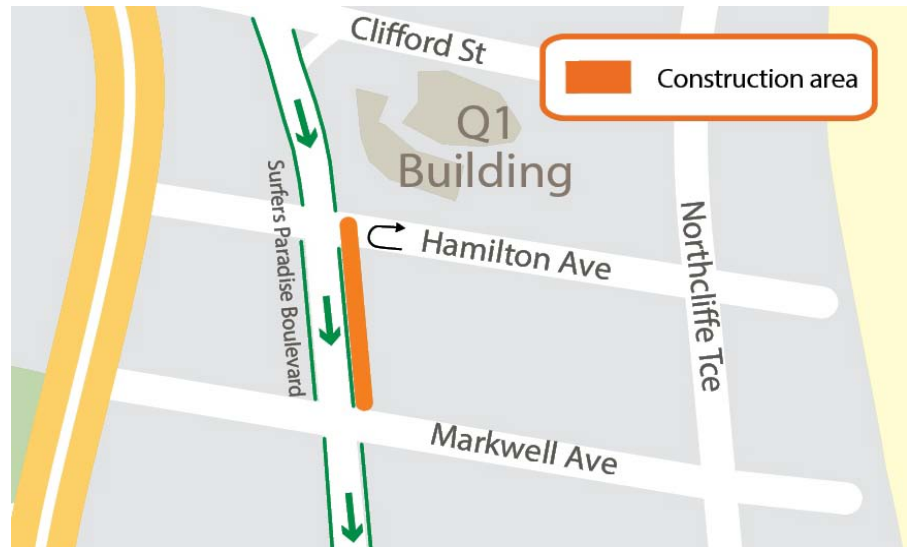 Clifford St
Construction area
Q1
Building
Surfers Paradise Boulevard
Hamilton Ave
Northcliffe Tce
Markwell Ave